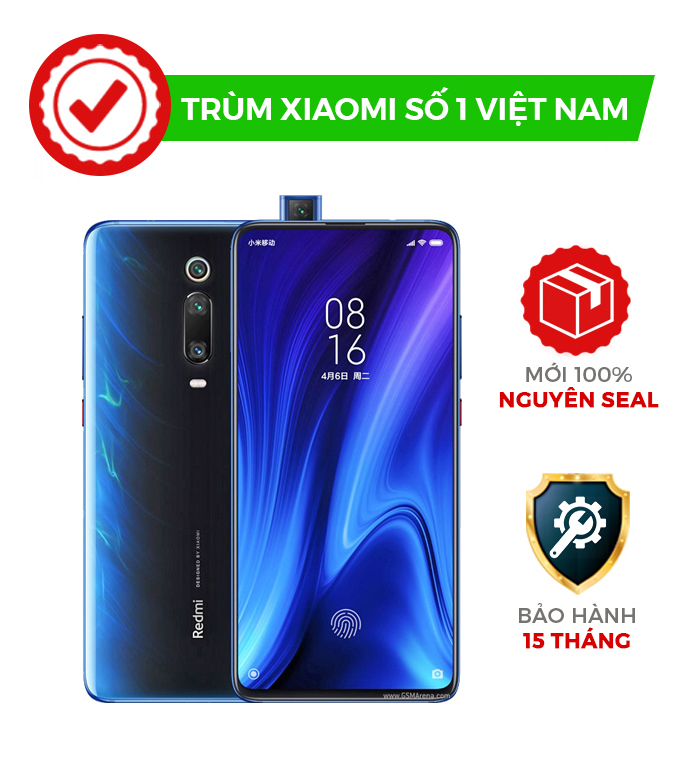 TRÙM XIAOMI SỐ 1 VIỆT NAM
小米移动
08
16
4月6日 周二
MỚI 100%
NGUYÊN SEAL
Redmi
DESIGNED BY XIAOMI
BẢO HÀNH
15 THÁNG
www.GSMArena.com